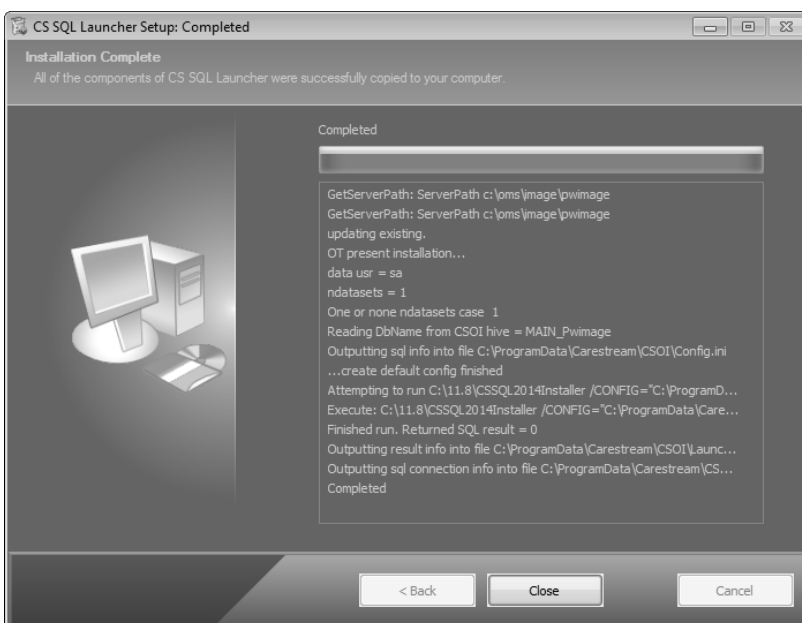 CS SQL Launcher Setup: Completed
Installation Complete
All of the components of CS SQL Launcher were successfully copied to your computer.
Completed
GetServerPath: ServerPath c:\oms\image\pwimage
GetServerPath: ServerPath c:\oms\image\pwimage
updating existing.
OT present installation...
data usr = sa
ndatasets = 1
One or none ndatasets case  1
Reading DbName from CSOI hive = MAIN_Pwimage
Outputting sql info into file C:\ProgramData\Carestream\CSOI\Config.ini
...create default config finished
Attempting to run C:\11.8\CSSQL2014Installer /CONFIG="C:\ProgramD...
Execute: C:\11.8\CSSQL2014Installer /CONFIG="C:\ProgramData\Care...
Finished run. Returned SQL result = 0
Outputting result info into file C:\ProgramData\Carestream\CSOI\Launc...
Outputting sql connection info into file C:\ProgramData\Carestream\CS...
Completed
< Back
Close
Cancel